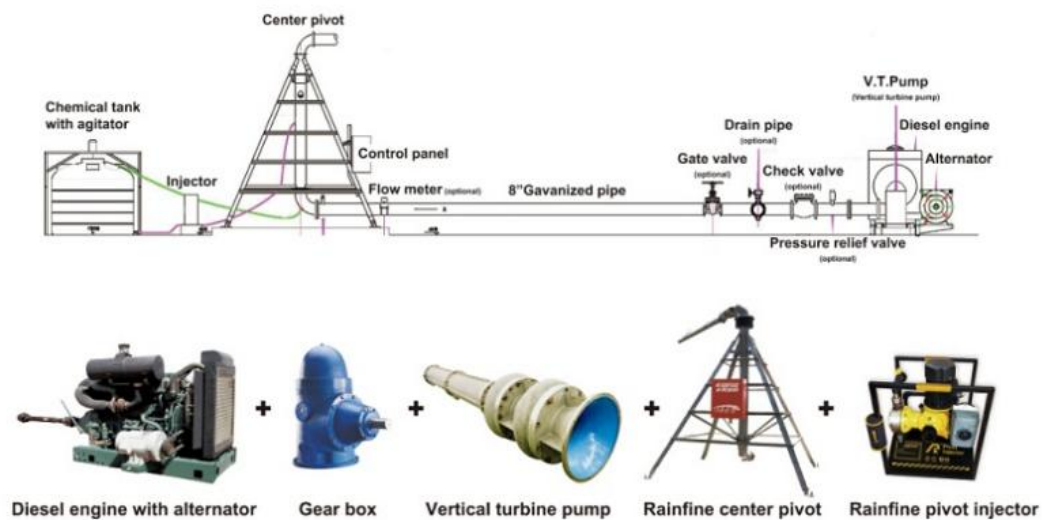 Center pivot
V.T.Pump
(Vertical turbine pump)
Chemical tank
with agitator
Drain pipe
(optional)
Diesel engine
Control panel
Gate valve
(optional)
Check valve
(optional)
Alternator
Injector
Flow meter (optional)
8"Gavanized pipe
Pressure relief valve
(optional)
+
+
+
+
Diesel engine with alternator
Gear box
Vertical turbine pump
Rainfine center pivot
Rainfine pivot injector